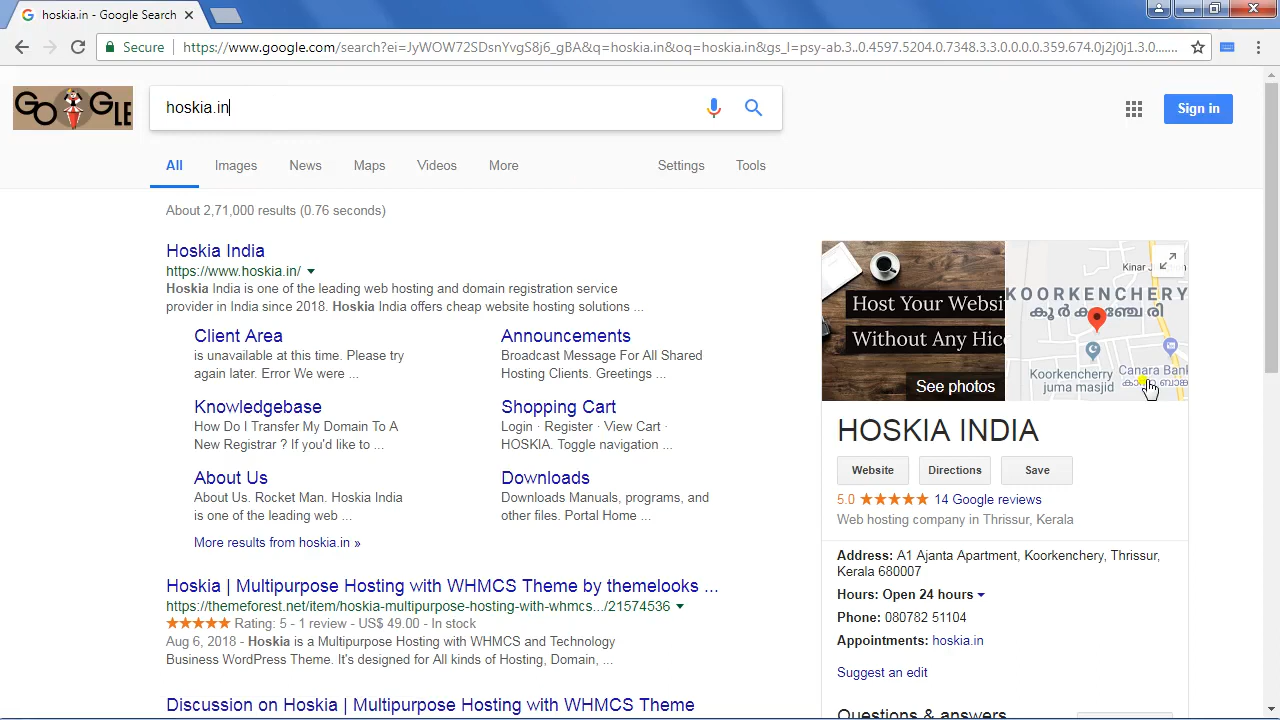 hoskia.in - Google Search
Secure
https://www.google.com/search?ei=JyWOW72SDsnYvgS8j6_gBA&q=hoskia.in&oq=hoskia.in&gs_l=psy-ab.3..0.4597.5204.0.7348.3.3.0.0.0.0.359.674.0j2j0j1.3.0.......
GOOGLE
hoskia.in
Sign in
All Images News Maps Videos More Settings Tools
About 2,71,000 results (0.76 seconds)
Hoskia India
https://www.hoskia.in/
Hoskia India is one of the leading web hosting and domain registration service
provider in India since 2018. Hoskia India offers cheap website hosting solutions ...
Client Area
is unavailable at this time. Please try
again later. Error We were ...
Announcements
Broadcast Message For All Shared
Hosting Clients. Greetings ...
Knowledgebase
How Do I Transfer My Domain To A
New Registrar ? If you'd like to ...
Shopping Cart
Login · Register · View Cart ·
HOSKIA. Toggle navigation ...
About Us
About Us. Rocket Man. Hoskia India
is one of the leading web ...
Downloads
Downloads Manuals, programs, and
other files. Portal Home ...
More results from hoskia.in »
Hoskia | Multipurpose Hosting with WHMCS Theme by themelooks ...
https://themeforest.net/item/hoskia-multipurpose-hosting-with-whmcs.../21574536
Rating: 5 - 1 review - US$ 49.00 - In stock
Aug 6, 2018 - Hoskia is a Multipurpose Hosting with WHMCS and Technology
Business WordPress Theme. It's designed for All kinds of Hosting, Domain, ...
Discussion on Hoskia | Multipurpose Hosting with WHMCS Theme
Host Your Websi
Without Any Hic
See photos
Kinar
KOORKENCHERY
കൂർക്കഞ്ചേരി
Koorkencherry
juma masjid
Canara Bank
HOSKIA INDIA
Website Directions Save
5.0 14 Google reviews
Web hosting company in Thrissur, Kerala
Address: A1 Ajanta Apartment, Koorkenchery, Thrissur,
Kerala 680007
Hours: Open 24 hours
Phone: 080782 51104
Appointments: hoskia.in
Suggest an edit
Questions & answers